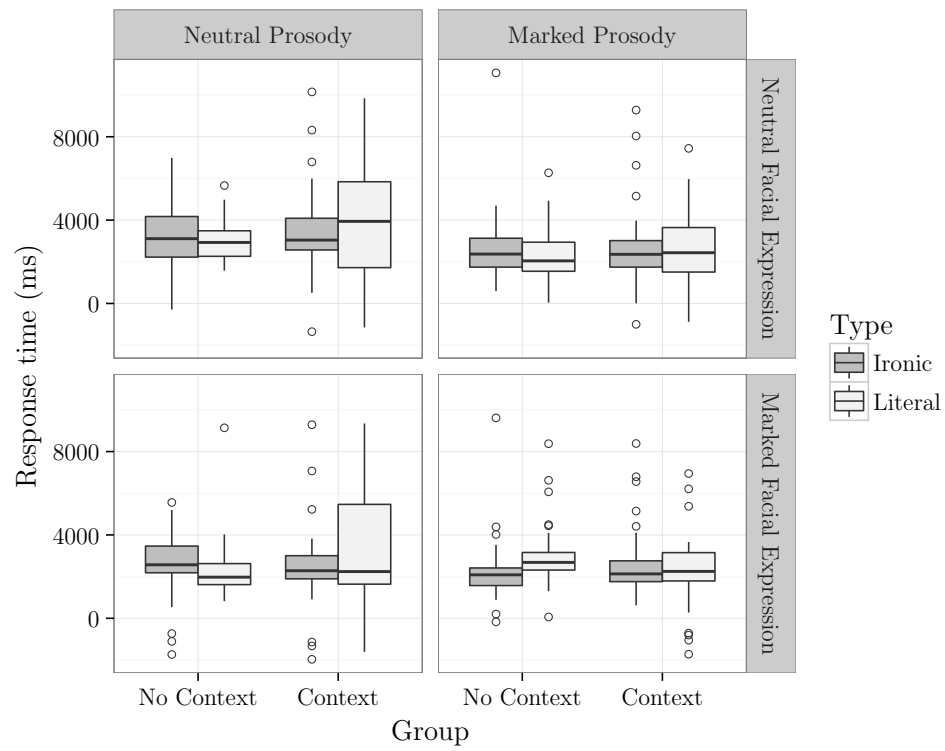 Neutral Prosody
Marked Prosody
Neutral Facial Expression
Marked Facial Expression
Response time (ms)
8000
4000
0
8000
4000
0
No Context
Context
No Context
Context
Group
Type
Ironic
Literal